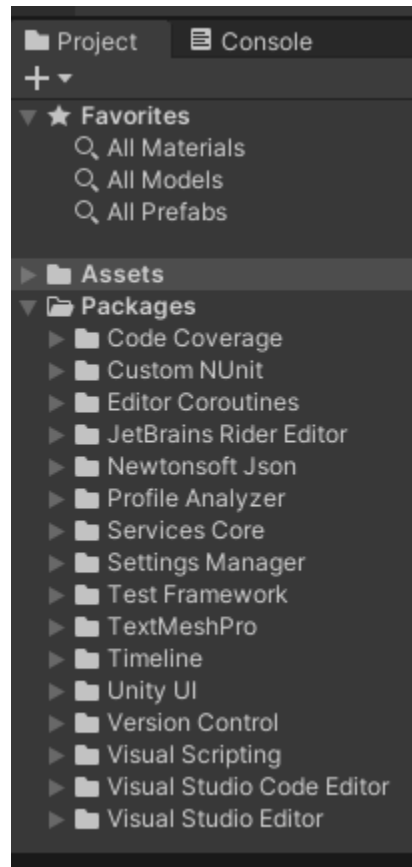 Project Console
Favorites
All Materials
All Models
All Prefabs
Assets
Packages
Code Coverage
Custom NUnit
Editor Coroutines
JetBrains Rider Editor
Newtonsoft Json
Profile Analyzer
Services Core
Settings Manager
Test Framework
TextMeshPro
Timeline
Unity UI
Version Control
Visual Scripting
Visual Studio Code Editor
Visual Studio Editor